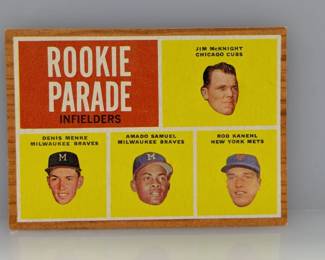 ROOKIE
PARADE
INFIELDERS
JIM McKNIGHT
CHICAGO CUBS
DENIS MENKE
MILWAUKEE BRAVES
AMADO SAMUEL
MILWAUKEE BRAVES
ROD KANEHL
NEW YORK METS
M
M